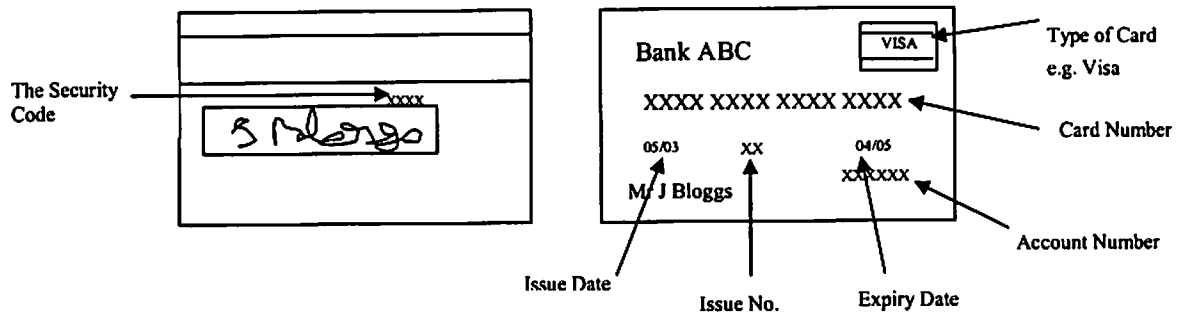 The Security
Code
XXXX
J Bloggs
Bank ABC
VISA
Type of Card
e.g. Visa
XXXX XXXX XXXX XXXX
Card Number
05/03 XX 04/05
XXXXXX
Mr J Bloggs
Account Number
Issue Date
Issue No.
Expiry Date